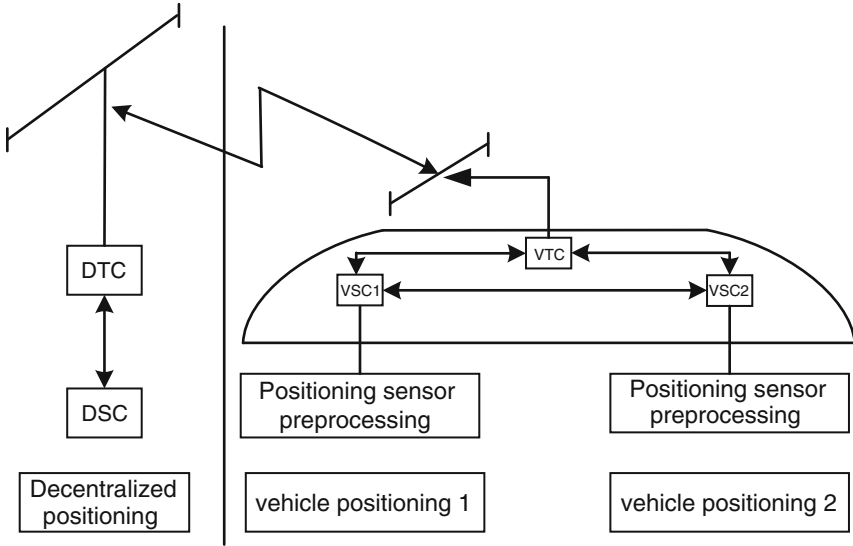 DTC
DSC
Decentralized
positioning
VTC
VSC1
VSC2
Positioning sensor
preprocessing
Positioning sensor
preprocessing
vehicle positioning 1
vehicle positioning 2